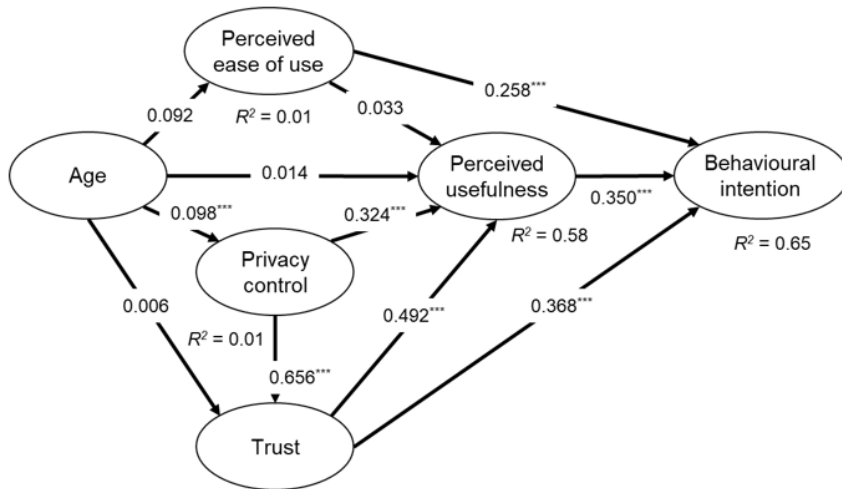 Perceived
ease of use
0.258***
0.092
R² = 0.01
0.033
Age
0.014
Perceived
usefulness
0.350***
Behavioural
intention
0.098***
0.324***
R² = 0.58
R² = 0.65
Privacy
control
0.006
0.492***
0.368***
R² = 0.01
0.656***
Trust